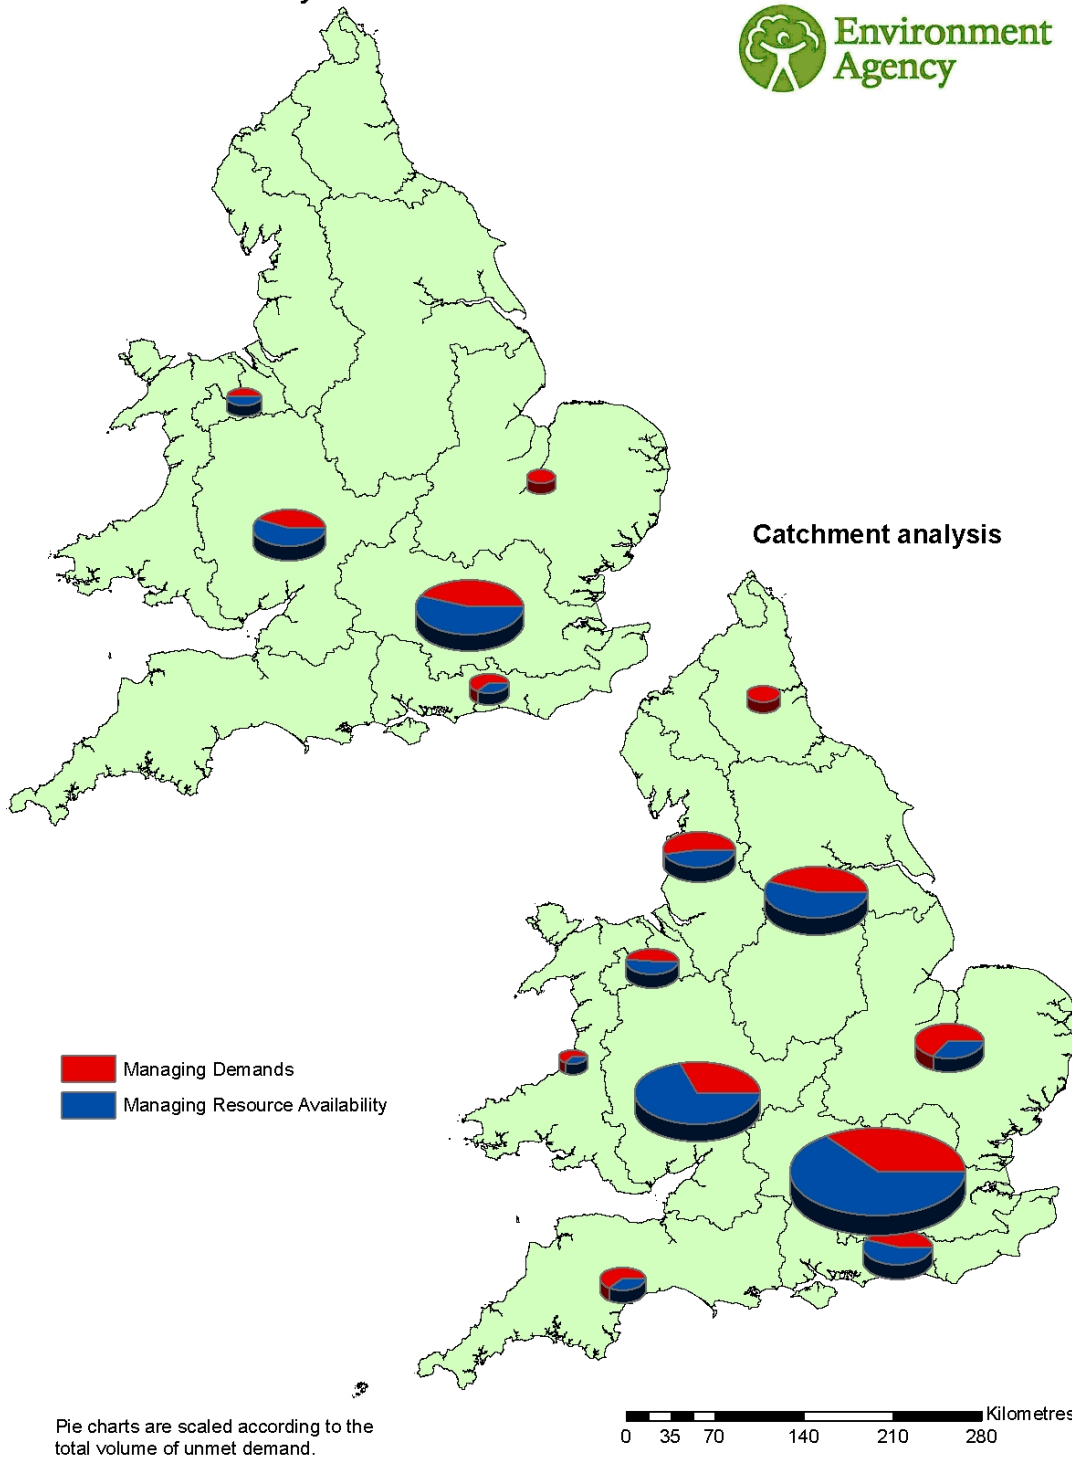 Environment
Agency
Catchment analysis
Managing Demands
Managing Resource Availability
Pie charts are scaled according to the
total volume of unmet demand.
Kilometres
0 35 70 140 210 280